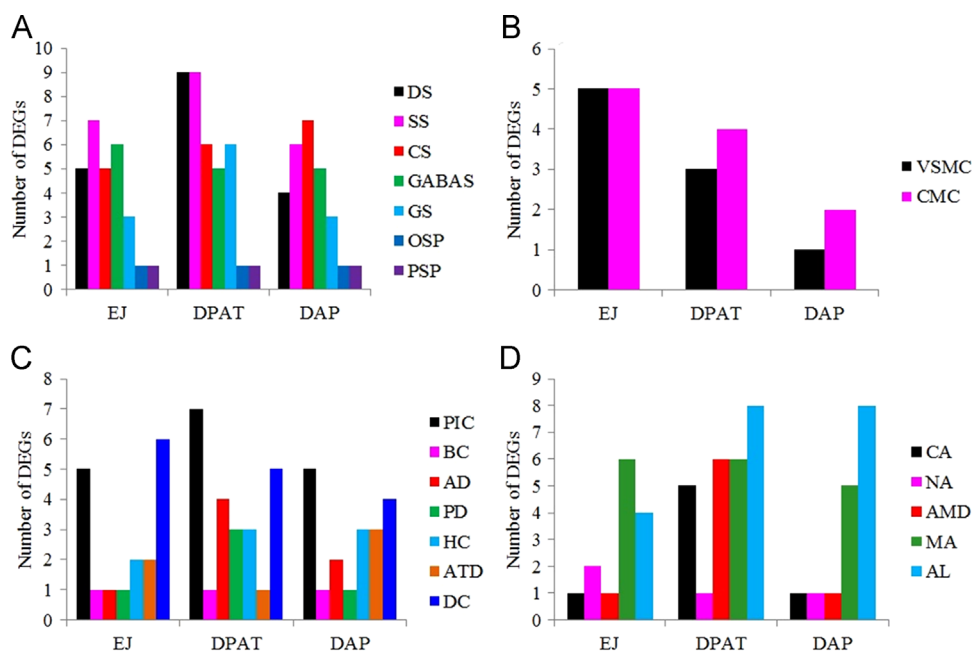 A
Number of DEGs
10
9
8
7
6
5
4
3
2
1
0
EJ
DPAT
DAP
DS
SS
CS
GABAS
GS
OSP
PSP
B
Number of DEGs
6
5
4
3
2
1
0
EJ
DPAT
DAP
VSMC
CMC
C
Number of DEGs
8
7
6
5
4
3
2
1
0
EJ
DPAT
DAP
PIC
BC
AD
PD
HC
ATD
DC
D
Number of DEGs
9
8
7
6
5
4
3
2
1
0
EJ
DPAT
DAP
CA
NA
AMD
MA
AL